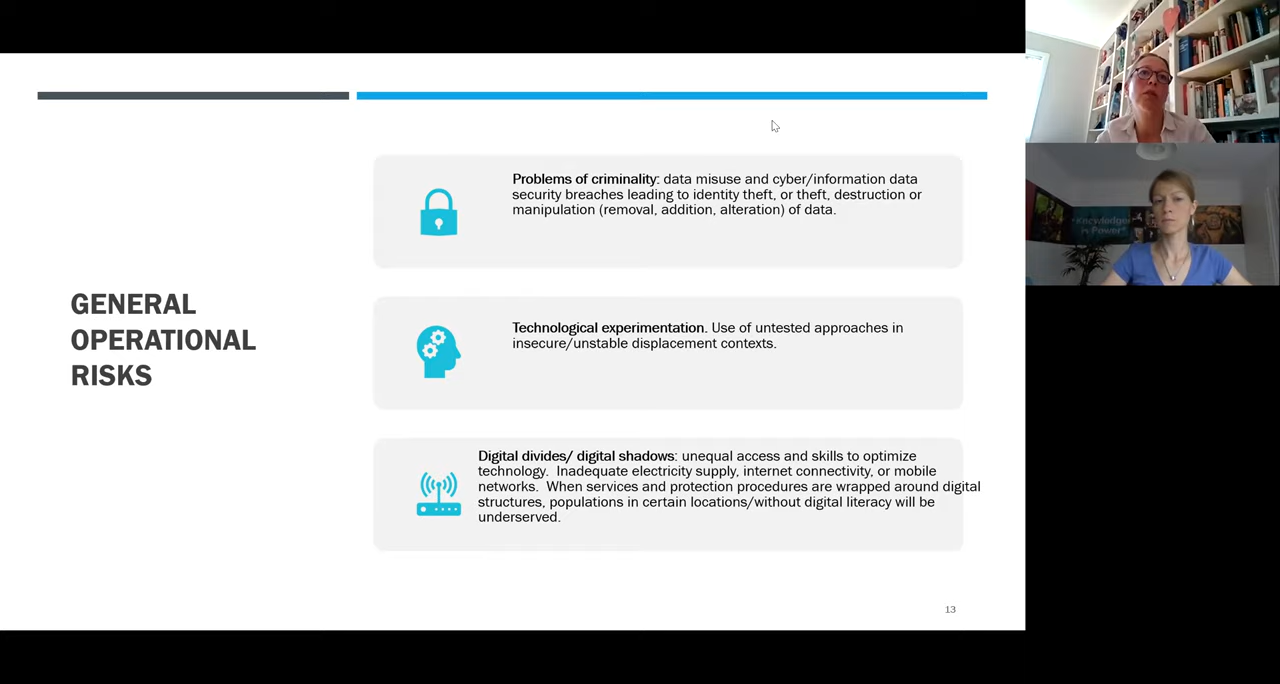 GENERAL
OPERATIONAL
RISKS
Problems of criminality: data misuse and cyber/information data
security breaches leading to identity theft, or theft, destruction or
manipulation (removal, addition, alteration) of data.
Technological experimentation. Use of untested approaches in
insecure/unstable displacement contexts.
Digital divides/ digital shadows: unequal access and skills to optimize
technology.  Inadequate electricity supply, internet connectivity, or mobile
networks.  When services and protection procedures are wrapped around digital
structures, populations in certain locations/without digital literacy will be
underserved.
13
"Knowledge
is Power"